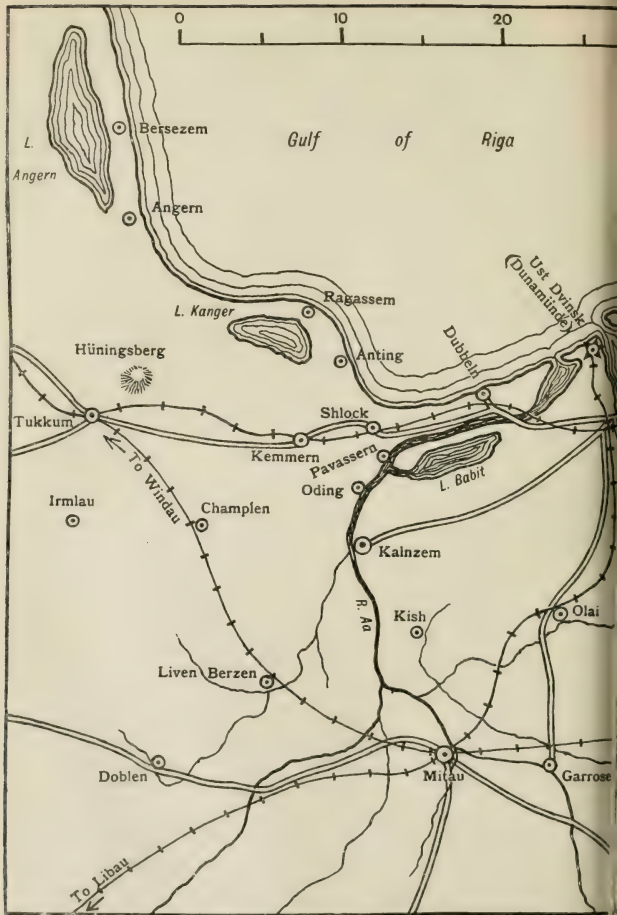 0 10 20
Bersezem
L.
Angern
Gulf of Riga
Angern
Ust Dvinsk
(Dunamünde)
Ragassem
L. Kanger
Hüningsberg
Anting
Dubbeln
Tukkum
Shlock
Kemmern
Pavassern
To Windau
Oding
L. Babit
Irmlau
Champlen
Kalnzem
R. Aa
Kish
Olai
Liven Berzen
Doblen
Mitau
Garrose
To Libau